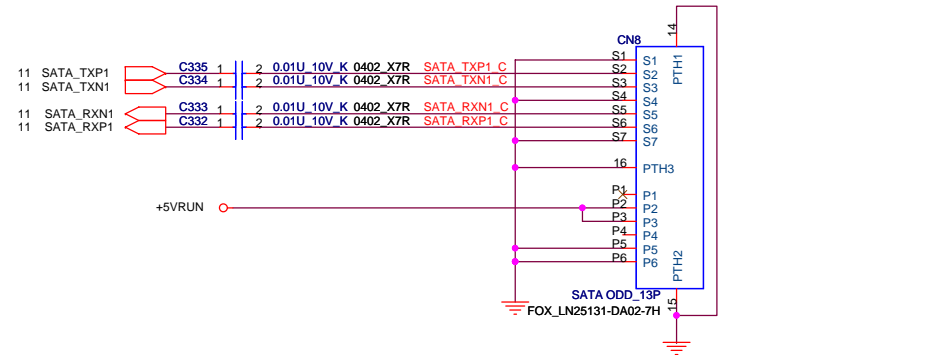 14
CN8
S1 S1
11 SATA_TXP1 C335 1 2 0.01U_10V_K 0402_X7R SATA_TXP1_C S2 S2 PTH1
11 SATA_TXN1 C334 1 2 0.01U_10V_K 0402_X7R SATA_TXN1_C S3 S3
S4 S4
11 SATA_RXN1 C333 1 2 0.01U_10V_K 0402_X7R SATA_RXN1_C S5 S5
11 SATA_RXP1 C332 1 2 0.01U_10V_K 0402_X7R SATA_RXP1_C S6 S6
S7 S7
16 PTH3
P1 P1
+5VRUN P2 P2
P3 P3
P4 P4
P5 P5
P6 P6 PTH2
SATA ODD_13P 15
FOX_LN25131-DA02-7H